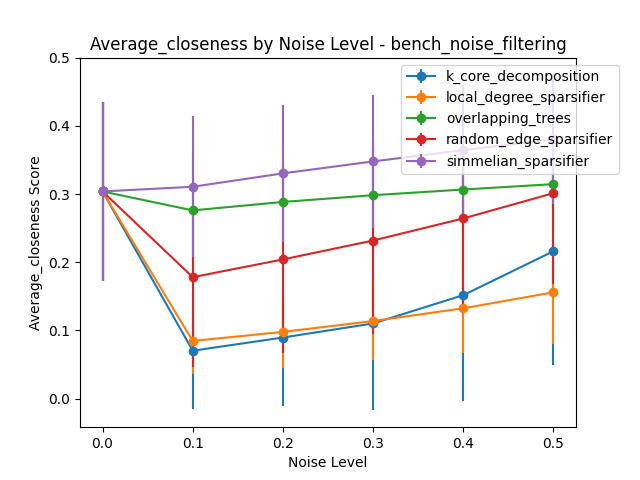 Average_closeness by Noise Level - bench_noise_filtering
0.5
0.4
0.3
0.2
0.1
0.0
Average_closeness Score
k_core_decomposition
local_degree_sparsifier
overlapping_trees
random_edge_sparsifier
simmelian_sparsifier
0.0 0.1 0.2 0.3 0.4 0.5
Noise Level